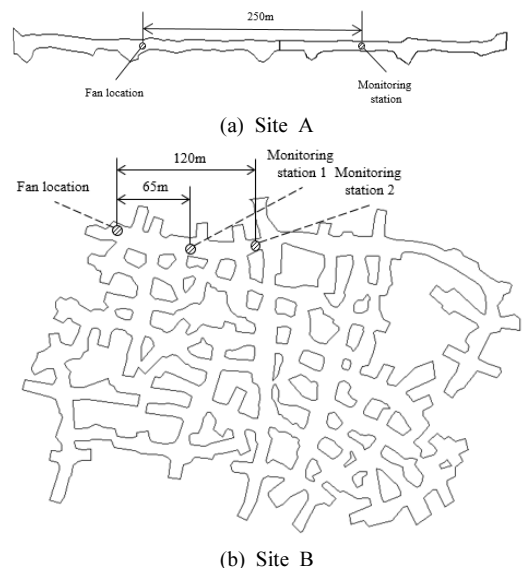 250m
Fan location
Monitoring
station
(a) Site A
120m
Monitoring
station 1
Monitoring
station 2
Fan location
65m
(b) Site B